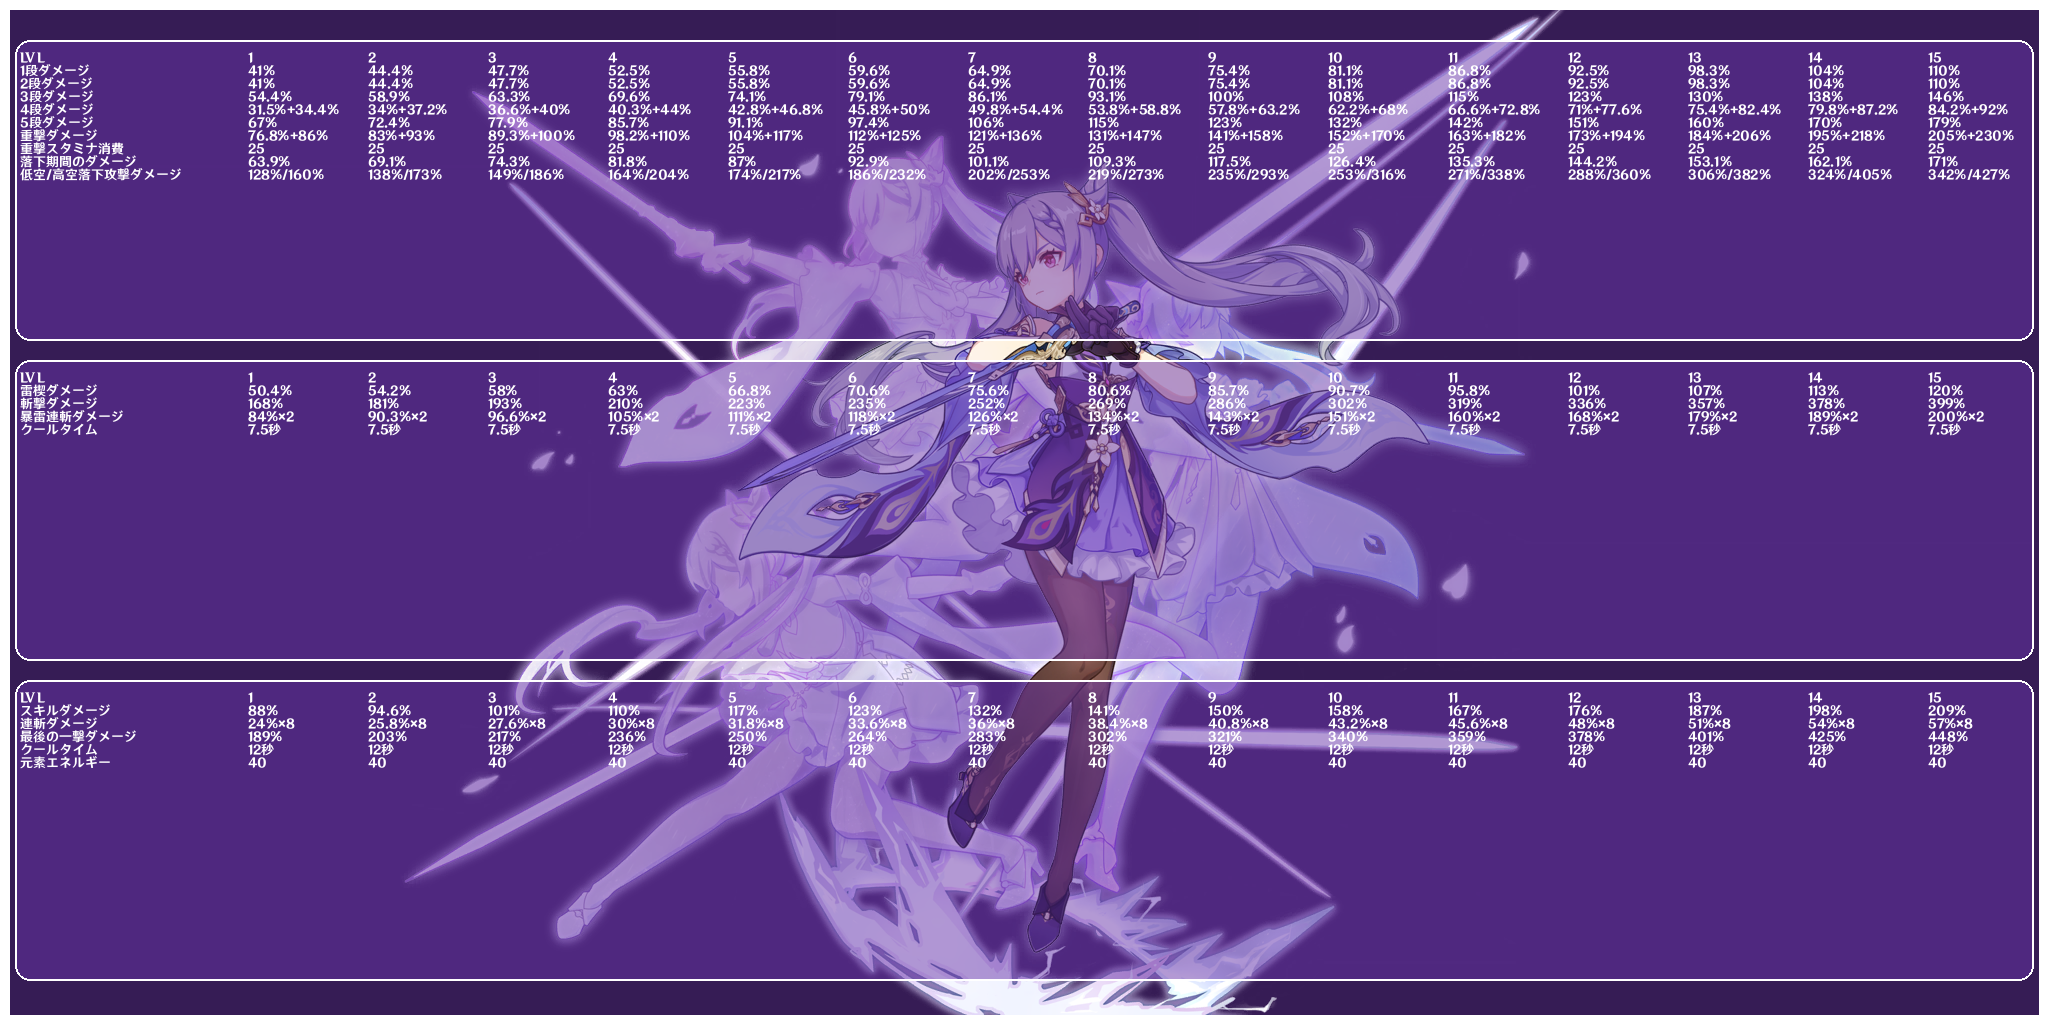 LVL 1 2 3 4 5 6 7 8 9 10 11 12 13 14 15
1段ダメージ 41% 44.4% 47.7% 52.5% 55.8% 59.6% 64.9% 70.1% 75.4% 81.1% 86.8% 92.5% 98.3% 104% 110%
2段ダメージ 41% 44.4% 47.7% 52.5% 55.8% 59.6% 64.9% 70.1% 75.4% 81.1% 86.8% 92.5% 98.3% 104% 110%
3段ダメージ 54.4% 58.9% 63.3% 69.6% 74.1% 79.1% 86.1% 93.1% 100% 108% 115% 123% 130% 138% 146%
4段ダメージ 31.5%+34.4% 34%+37.2% 36.6%+40% 40.3%+44% 42.8%+46.8% 45.8%+50% 49.8%+54.4% 53.8%+58.8% 57.8%+63.2% 62.2%+68% 66.6%+72.8% 71%+77.6% 75.4%+82.4% 79.8%+87.2% 84.2%+92%
5段ダメージ 67% 72.4% 77.9% 85.7% 91.1% 97.4% 106% 115% 123% 132% 142% 151% 160% 170% 179%
重撃ダメージ 76.8%+86% 83%+93% 89.3%+100% 98.2%+110% 104%+117% 112%+125% 121%+136% 131%+147% 141%+158% 152%+170% 163%+182% 173%+194% 184%+206% 195%+218% 205%+230%
重撃スタミナ消費 25 25 25 25 25 25 25 25 25 25 25 25 25 25 25
落下期間のダメージ 63.9% 69.1% 74.3% 81.8% 87% 92.9% 101.1% 109.3% 117.5% 126.4% 135.3% 144.2% 153.1% 162.1% 171%
低空/高空落下攻撃ダメージ 128%/160% 138%/173% 149%/186% 164%/204% 174%/217% 186%/232% 202%/253% 219%/273% 235%/293% 253%/316% 271%/338% 288%/360% 306%/382% 324%/405% 342%/427%
LVL 1 2 3 4 5 6 7 8 9 10 11 12 13 14 15
雷楔ダメージ 50.4% 54.2% 58% 63% 66.8% 70.6% 75.6% 80.6% 85.7% 90.7% 95.8% 101% 107% 113% 120%
斬撃ダメージ 168% 181% 193% 210% 223% 235% 252% 269% 286% 302% 319% 336% 357% 378% 399%
暴雷連斬ダメージ 84%×2 90.3%×2 96.6%×2 105%×2 111%×2 118%×2 126%×2 134%×2 143%×2 151%×2 160%×2 168%×2 179%×2 189%×2 200%×2
クールタイム 7.5秒 7.5秒 7.5秒 7.5秒 7.5秒 7.5秒 7.5秒 7.5秒 7.5秒 7.5秒 7.5秒 7.5秒 7.5秒 7.5秒 7.5秒
LVL 1 2 3 4 5 6 7 8 9 10 11 12 13 14 15
スキルダメージ 88% 94.6% 101% 110% 117% 123% 132% 141% 150% 158% 167% 176% 187% 198% 209%
連斬ダメージ 24%×8 25.8%×8 27.6%×8 30%×8 31.8%×8 33.6%×8 36%×8 38.4%×8 40.8%×8 43.2%×8 45.6%×8 48%×8 51%×8 54%×8 57%×8
最後の一撃ダメージ 189% 203% 217% 236% 250% 264% 283% 302% 321% 340% 359% 378% 401% 425% 448%
クールタイム 12秒 12秒 12秒 12秒 12秒 12秒 12秒 12秒 12秒 12秒 12秒 12秒 12秒 12秒 12秒
元素エネルギー 40 40 40 40 40 40 40 40 40 40 40 40 40 40 40